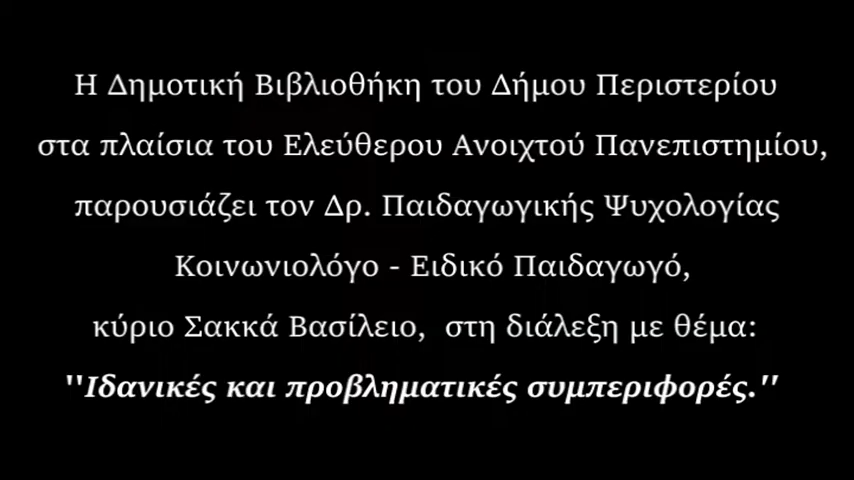 Η Δημοτική Βιβλιοθήκη του Δήμου Περιστερίου
στα πλαίσια του Ελεύθερου Ανοιχτού Πανεπιστημίου,
παρουσιάζει τον Δρ. Παιδαγωγικής Ψυχολογίας
Κοινωνιολόγο - Ειδικό Παιδαγωγό,
κύριο Σακκά Βασίλειο,  στη διάλεξη με θέμα:
"Ιδανικές και προβληματικές συμπεριφορές."